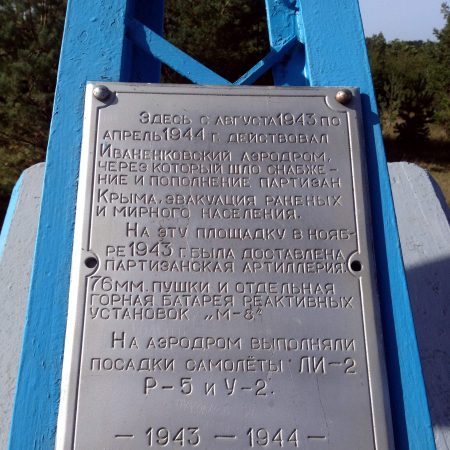 Здесь с августа 1943 по
апрель 1944 г. действовал
Иваненковский аэродром,
через который шло снабже-
ние и пополнение партизан
Крыма, эвакуация раненых
и мирного населения.
На эту площадку в нояб-
ре 1943 г. была доставлена
партизанская артиллерия.
76мм. пушки и отдельная
горная батарея реактивных
установок „М-8"
На аэродром выполняли
посадки самолёты ЛИ-2
Р-5 и У-2.
— 1943 — 1944 —